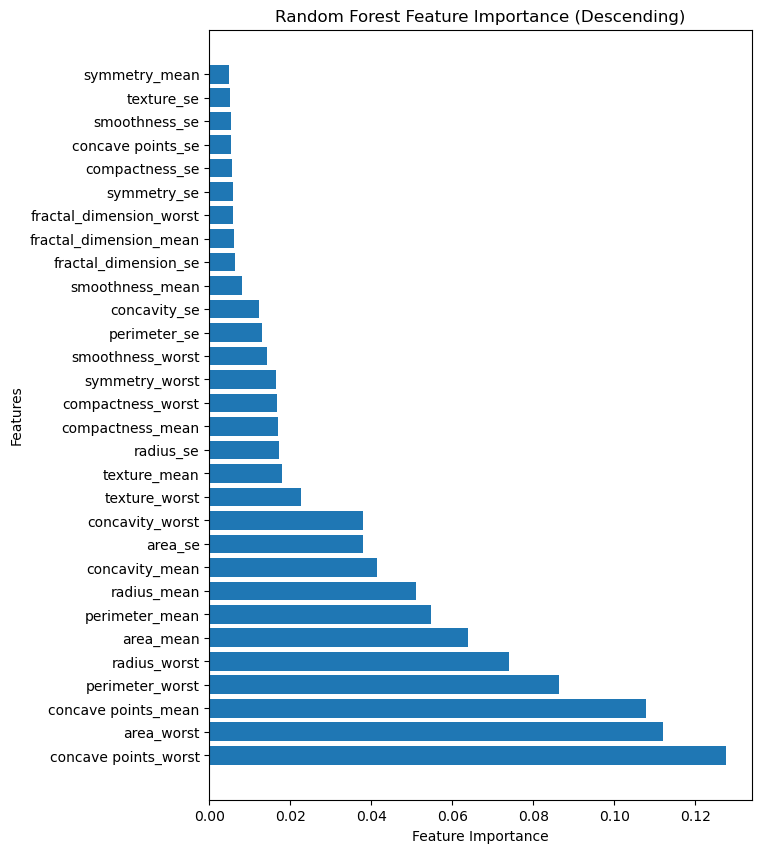 Random Forest Feature Importance (Descending)
symmetry_mean
texture_se
smoothness_se
concave points_se
compactness_se
symmetry_se
fractal_dimension_worst
fractal_dimension_mean
fractal_dimension_se
smoothness_mean
concavity_se
perimeter_se
smoothness_worst
symmetry_worst
compactness_worst
compactness_mean
radius_se
texture_mean
texture_worst
concavity_worst
area_se
concavity_mean
radius_mean
perimeter_mean
area_mean
radius_worst
perimeter_worst
concave points_mean
area_worst
concave points_worst
Features
0.00 0.02 0.04 0.06 0.08 0.10 0.12
Feature Importance